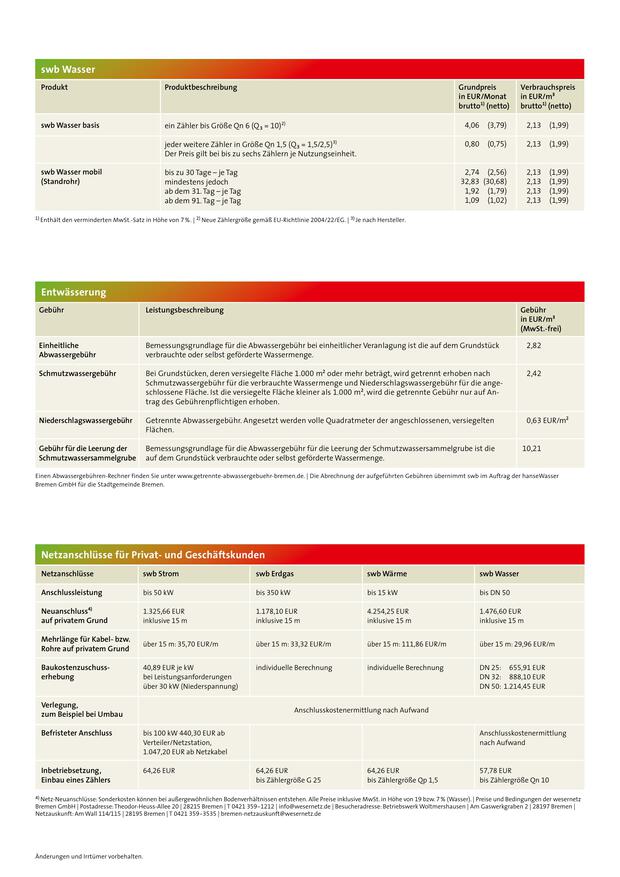 swb Wasser
Produkt Produktbeschreibung Grundpreis Verbrauchspreis
in EUR/Monat in EUR/m³
brutto¹⁾ (netto) brutto¹⁾ (netto)
swb Wasser basis ein Zähler bis Größe Qn 6 (Q₃ = 10)²⁾ 4,06 (3,79) 2,13 (1,99)
jeder weitere Zähler in Größe Qn 1,5 (Q₃ = 1,5/2,5)³⁾ 0,80 (0,75) 2,13 (1,99)
Der Preis gilt bei bis zu sechs Zählern je Nutzungseinheit.
swb Wasser mobil bis zu 30 Tage – je Tag 2,74 (2,56) 2,13 (1,99)
(Standrohr) mindestens jedoch 32,83 (30,68) 2,13 (1,99)
ab dem 31. Tag – je Tag 1,92 (1,79) 2,13 (1,99)
ab dem 91. Tag – je Tag 1,09 (1,02) 2,13 (1,99)
¹⁾ Enthält den verminderten MwSt.-Satz in Höhe von 7 %. | ²⁾ Neue Zählergröße gemäß EU-Richtlinie 2004/22/EG. | ³⁾ Je nach Hersteller.
Entwässerung
Gebühr Leistungsbeschreibung Gebühr
in EUR/m³
(MwSt.-frei)
Einheitliche Bemessungsgrundlage für die Abwassergebühr bei einheitlicher Veranlagung ist die auf dem Grundstück 2,82
Abwassergebühr verbrauchte oder selbst geförderte Wassermenge.
Schmutzwassergebühr Bei Grundstücken, deren versiegelte Fläche 1.000 m² oder mehr beträgt, wird getrennt erhoben nach 2,42
Schmutzwassergebühr für die verbrauchte Wassermenge und Niederschlagswassergebühr für die ange-
schlossene Fläche. Ist die versiegelte Fläche kleiner als 1.000 m², wird die getrennte Gebühr nur auf An-
trag des Gebührenpflichtigen erhoben.
Niederschlagswassergebühr Getrennte Abwassergebühr. Angesetzt werden volle Quadratmeter der angeschlossenen, versiegelten 0,63 EUR/m²
Flächen.
Gebühr für die Leerung der Bemessungsgrundlage für die Abwassergebühr für die Leerung der Schmutzwassersammelgrube ist die 10,21
Schmutzwassersammelgrube auf dem Grundstück verbrauchte oder selbst geförderte Wassermenge.
Einen Abwassergebühren-Rechner finden Sie unter www.getrennte-abwassergebuehr-bremen.de. | Die Abrechnung der aufgeführten Gebühren übernimmt swb im Auftrag der hanseWasser
Bremen GmbH für die Stadtgemeinde Bremen.
Netzanschlüsse für Privat- und Geschäftskunden
Netzanschlüsse swb Strom swb Erdgas swb Wärme swb Wasser
Anschlussleistung bis 50 kW bis 350 kW bis 15 kW bis DN 50
Neuanschluss⁴⁾ 1.325,66 EUR 1.178,10 EUR 4.254,25 EUR 1.476,60 EUR
auf privatem Grund inklusive 15 m inklusive 15 m inklusive 15 m inklusive 15 m
Mehrlänge für Kabel- bzw. über 15 m: 35,70 EUR/m über 15 m: 33,32 EUR/m über 15 m: 111,86 EUR/m über 15 m: 29,96 EUR/m
Rohre auf privatem Grund
Baukostenzuschuss- 40,89 EUR je kW individuelle Berechnung individuelle Berechnung DN 25: 655,91 EUR
erhebung bei Leistungsanforderungen DN 32: 888,10 EUR
über 30 kW (Niederspannung) DN 50: 1.214,45 EUR
Verlegung, Anschlusskostenermittlung nach Aufwand
zum Beispiel bei Umbau
Befristeter Anschluss bis 100 kW 440,30 EUR ab Anschlusskostenermittlung
Verteiler/Netzstation, nach Aufwand
1.047,20 EUR ab Netzkabel
Inbetriebsetzung, 64,26 EUR 64,26 EUR 64,26 EUR 57,78 EUR
Einbau eines Zählers bis Zählergröße G 25 bis Zählergröße Qp 1,5 bis Zählergröße Qn 10
⁴⁾ Netz-Neuanschlüsse: Sonderkosten können bei außergewöhnlichen Bodenverhältnissen entstehen. Alle Preise inklusive MwSt. in Höhe von 19 bzw. 7 % (Wasser). | Preise und Bedingungen der wesernetz
Bremen GmbH | Postadresse: Theodor-Heuss-Allee 20 | 28215 Bremen | T 0421 359-1212 | info@wesernetz.de | Besucheradresse: Betriebswerk Woltmershausen | Am Gaswerkgraben 2 | 28197 Bremen |
Netzauskunft: Am Wall 114/115 | 28195 Bremen | T 0421 359-3535 | bremen-netzauskunft@wesernetz.de
Änderungen und Irrtümer vorbehalten.